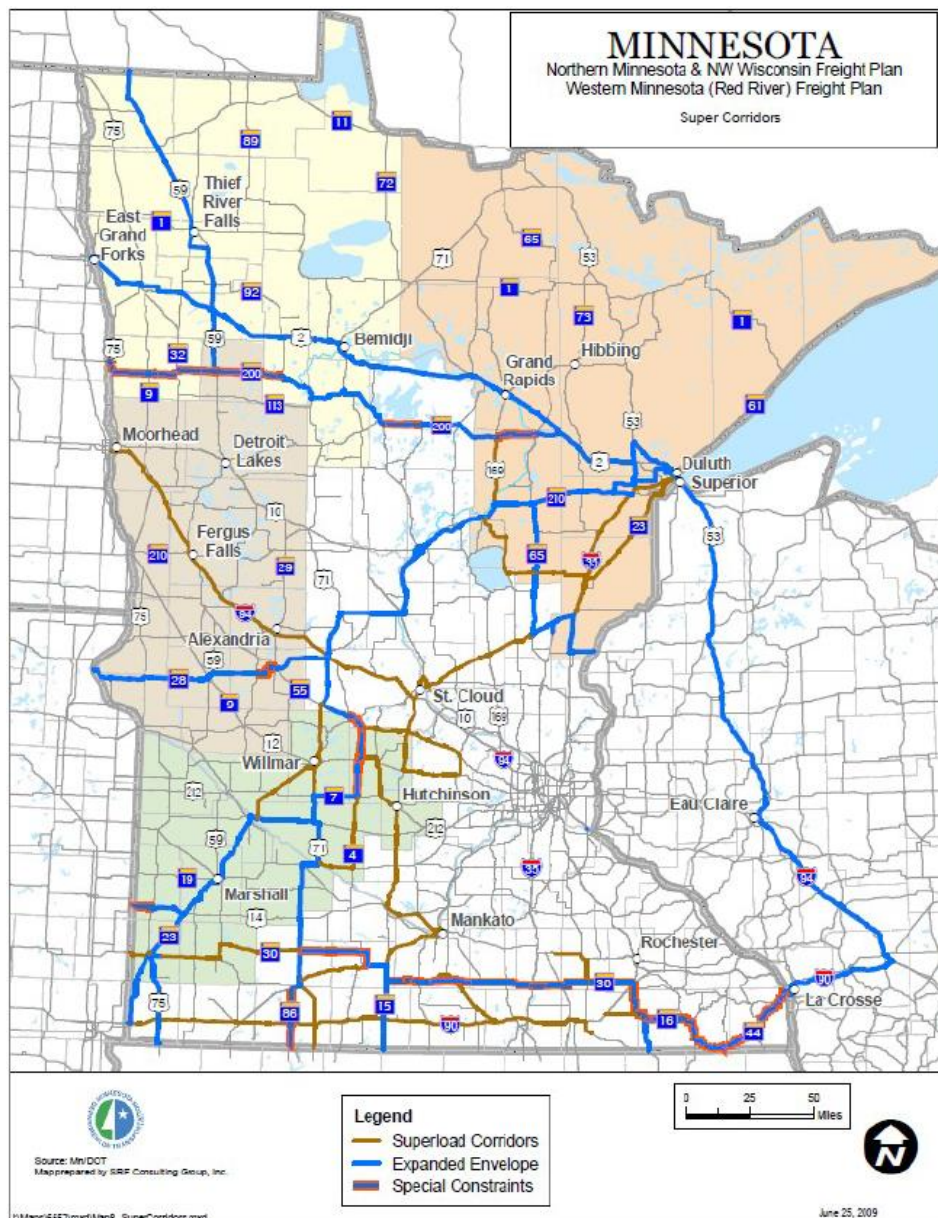 MINNESOTA
Northern Minnesota & NW Wisconsin Freight Plan
Western Minnesota (Red River) Freight Plan
Super Corridors
75
11
89
72
59
Thief
River
Falls
East
Grand
Forks
1
65
71
53
92
1
73
1
75
59
2
Bemidji
Hibbing
32
Grand
Rapids
200
9
113
61
Moorhead
Detroit
Lakes
200
53
169
2
Duluth
Superior
210
10
23
53
Fergus
Falls
210
29
71
65
35
75
94
Alexandria
59
28
55
St. Cloud
9
10
169
12
94
Willmar
212
7
Hutchinson
Eau Claire
59
71
4
212
35
94
19
Marshall
14
Mankato
23
Rochester
30
90
75
86
15
30
La Crosse
90
16
44
Legend
Superload Corridors
Expanded Envelope
Special Constraints
0 25 50
Miles
N
Source: Mn/DOT
Map prepared by SRF Consulting Group, Inc.
June 25, 2009